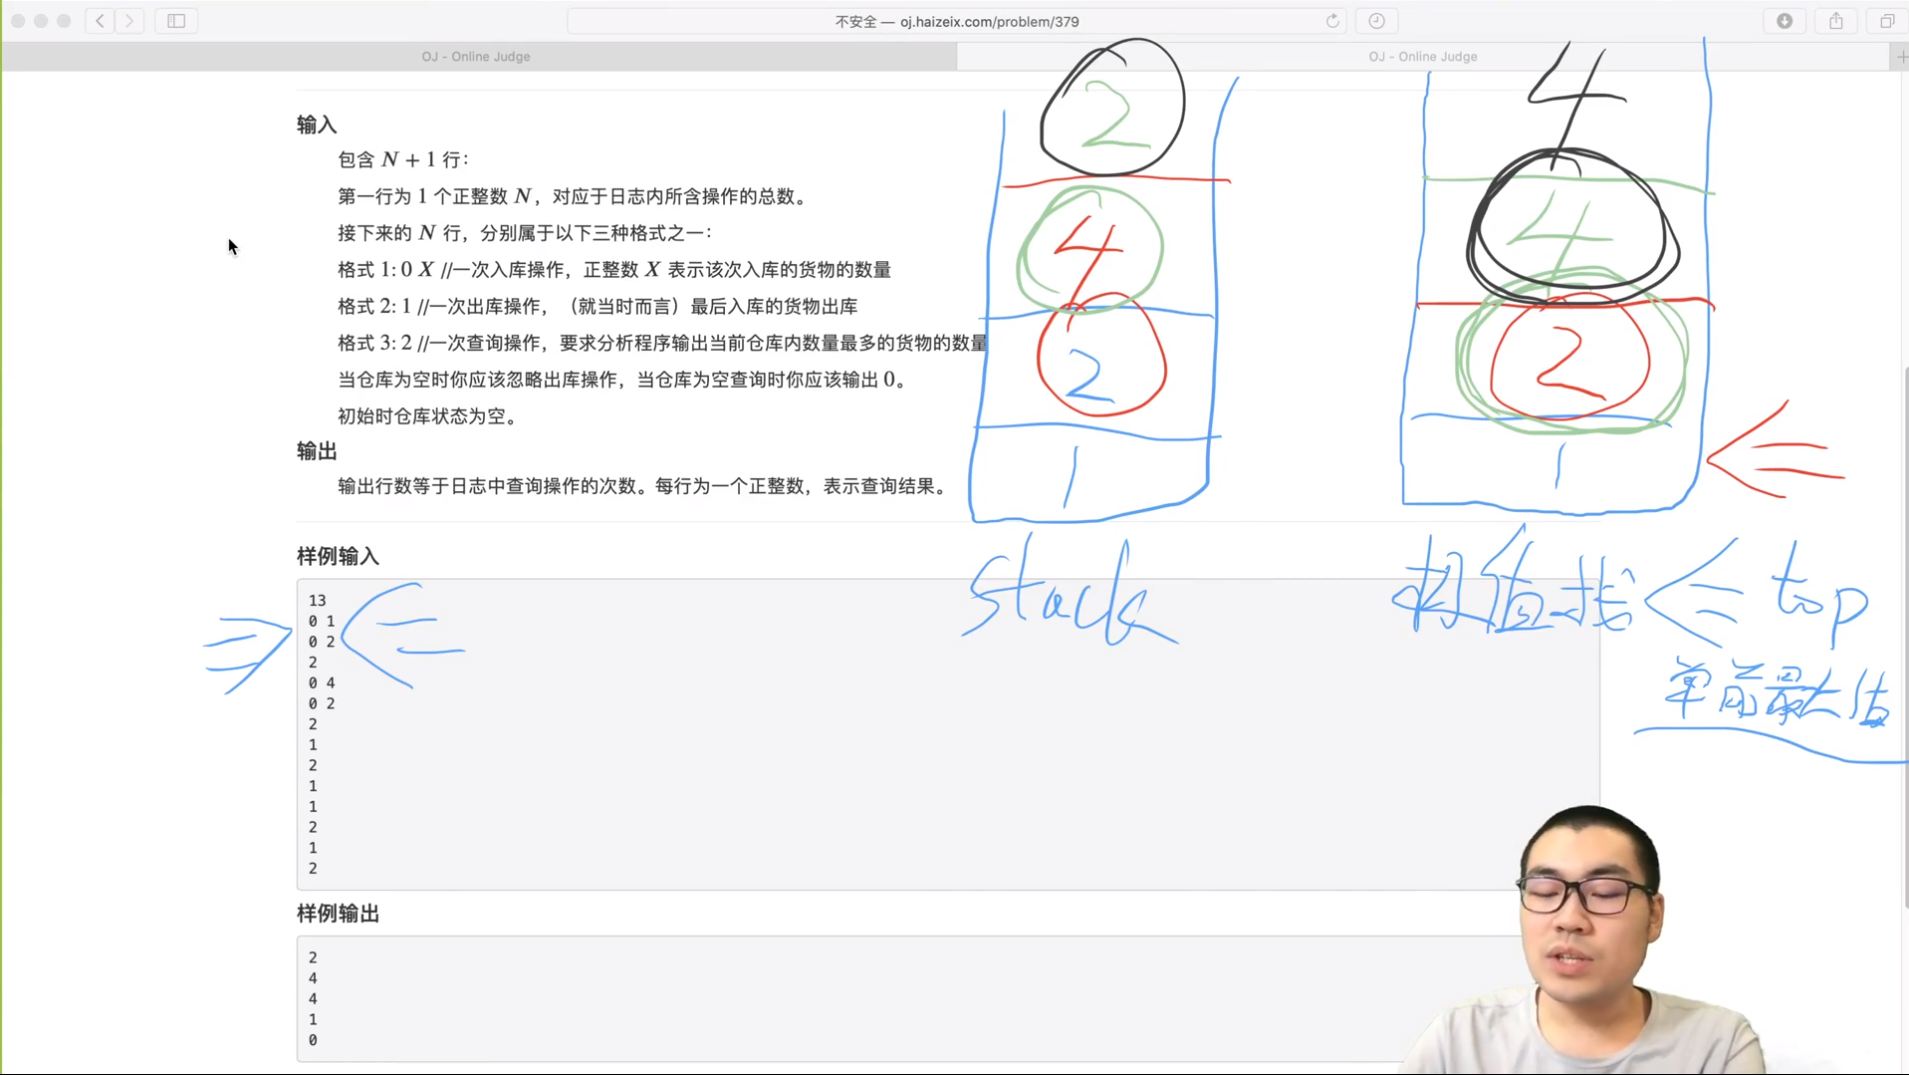 不安全 — oj.haizeix.com/problem/379
OJ - Online Judge
OJ - Online Judge
输入
包含 N + 1 行：
第一行为 1 个正整数 N，对应于日志内所含操作的总数。
接下来的 N 行，分别属于以下三种格式之一：
格式 1: 0 X //一次入库操作，正整数 X 表示该次入库的货物的数量
格式 2: 1 //一次出库操作，（就当时而言）最后入库的货物出库
格式 3: 2 //一次查询操作，要求分析程序输出当前仓库内数量最多的货物的数量
当仓库为空时你应该忽略出库操作，当仓库为空查询时你应该输出 0。
初始时仓库状态为空。
输出
输出行数等于日志中查询操作的次数。每行为一个正整数，表示查询结果。
样例输入
13
0 1
0 2
2
0 4
0 2
2
1
2
1
1
2
1
2
样例输出
2
4
4
1
0
2
4
2
1
stack
4
4
2
1
极值栈
top
当前最大值